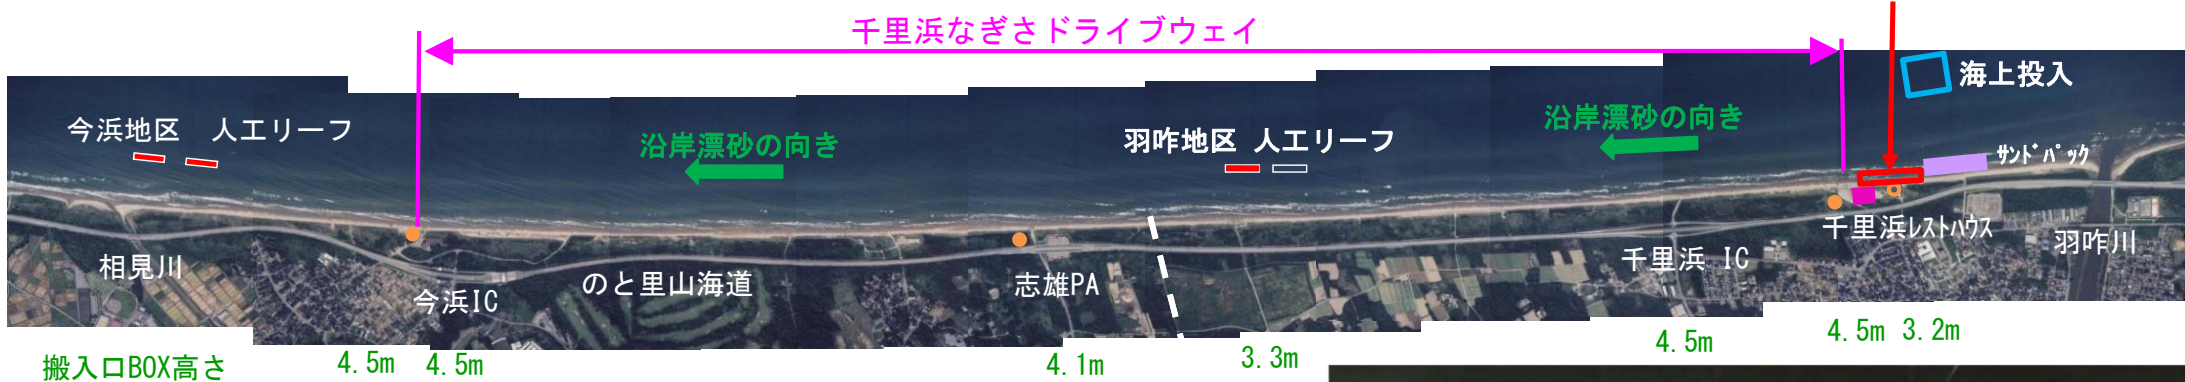 千里浜なぎさドライブウェイ
海上投入
今浜地区 人工リーフ
沿岸漂砂の向き
羽咋地区 人工リーフ
沿岸漂砂の向き
サンドパック
相見川
今浜IC
のと里山海道
志雄PA
千里浜 IC
千里浜レストハウス
羽咋川
搬入口BOX高さ
4.5m 4.5m
4.1m
3.3m
4.5m
4.5m 3.2m